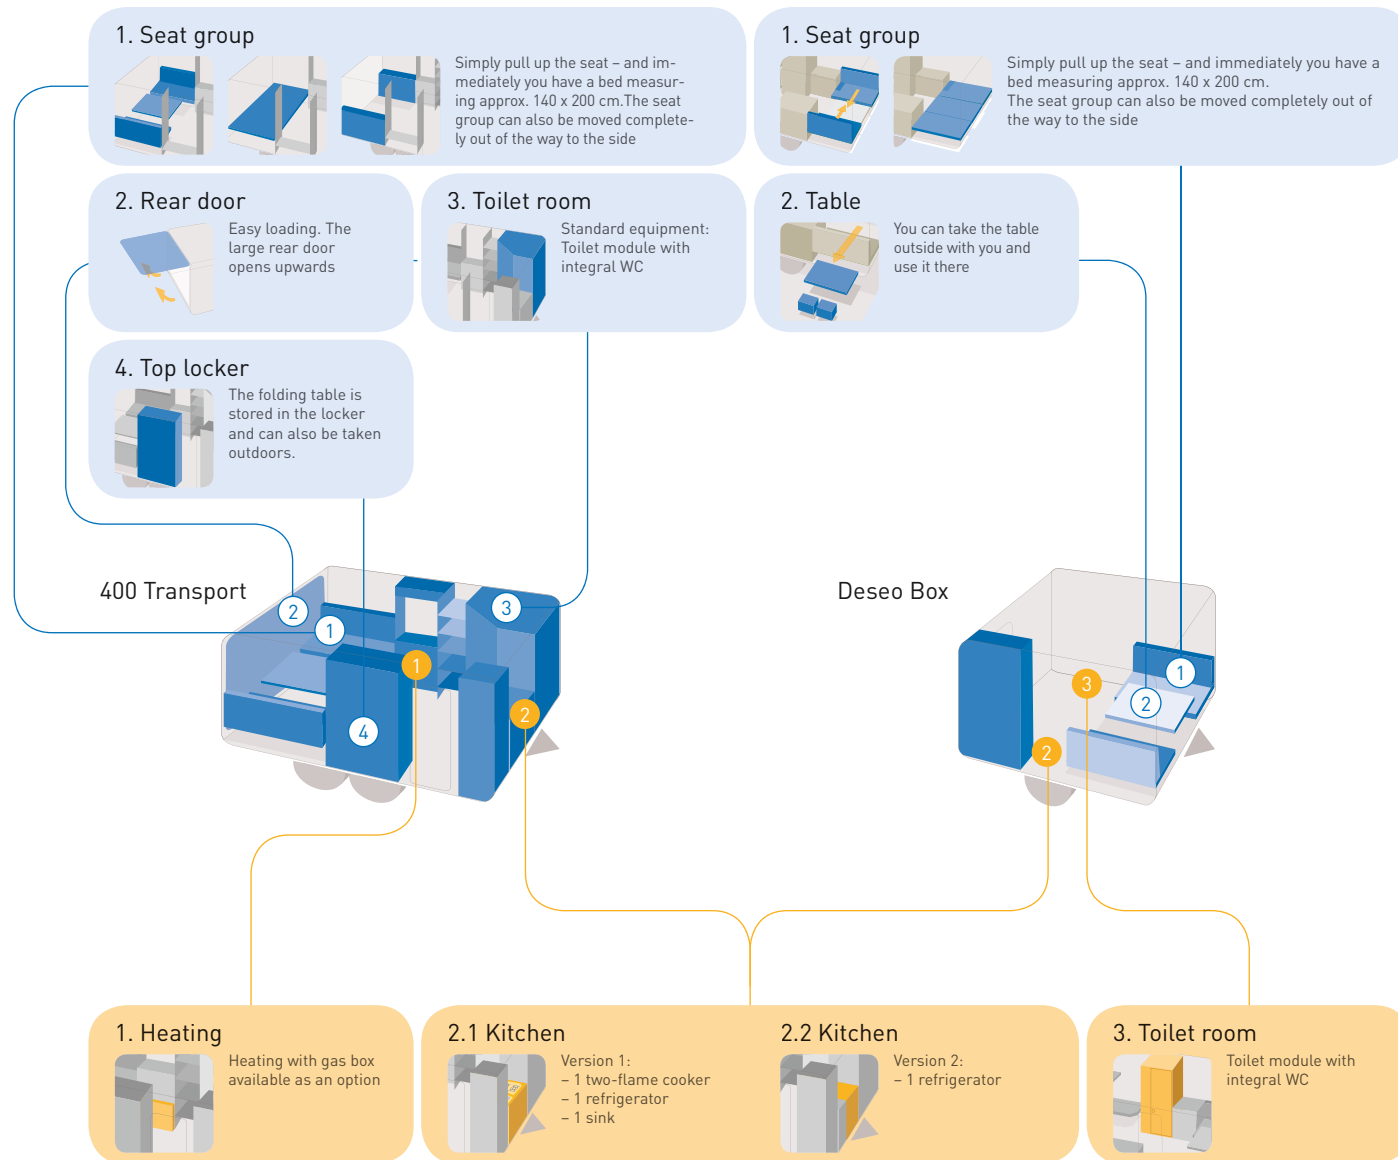 1. Seat group
Simply pull up the seat – and im-
mediately you have a bed measur-
ing approx. 140 x 200 cm.The seat
group can also be moved complete-
ly out of the way to the side
1. Seat group
Simply pull up the seat – and immediately you have a
bed measuring approx. 140 x 200 cm.
The seat group can also be moved completely out of
the way to the side
2. Rear door
Easy loading. The
large rear door
opens upwards
3. Toilet room
Standard equipment:
Toilet module with
integral WC
2. Table
You can take the table
outside with you and
use it there
4. Top locker
The folding table is
stored in the locker
and can also be taken
outdoors.
400 Transport
2
1
3
1
2
4
Deseo Box
1
3
2
2
1. Heating
Heating with gas box
available as an option
2.1 Kitchen
Version 1:
– 1 two-flame cooker
– 1 refrigerator
– 1 sink
2.2 Kitchen
Version 2:
– 1 refrigerator
3. Toilet room
Toilet module with
integral WC